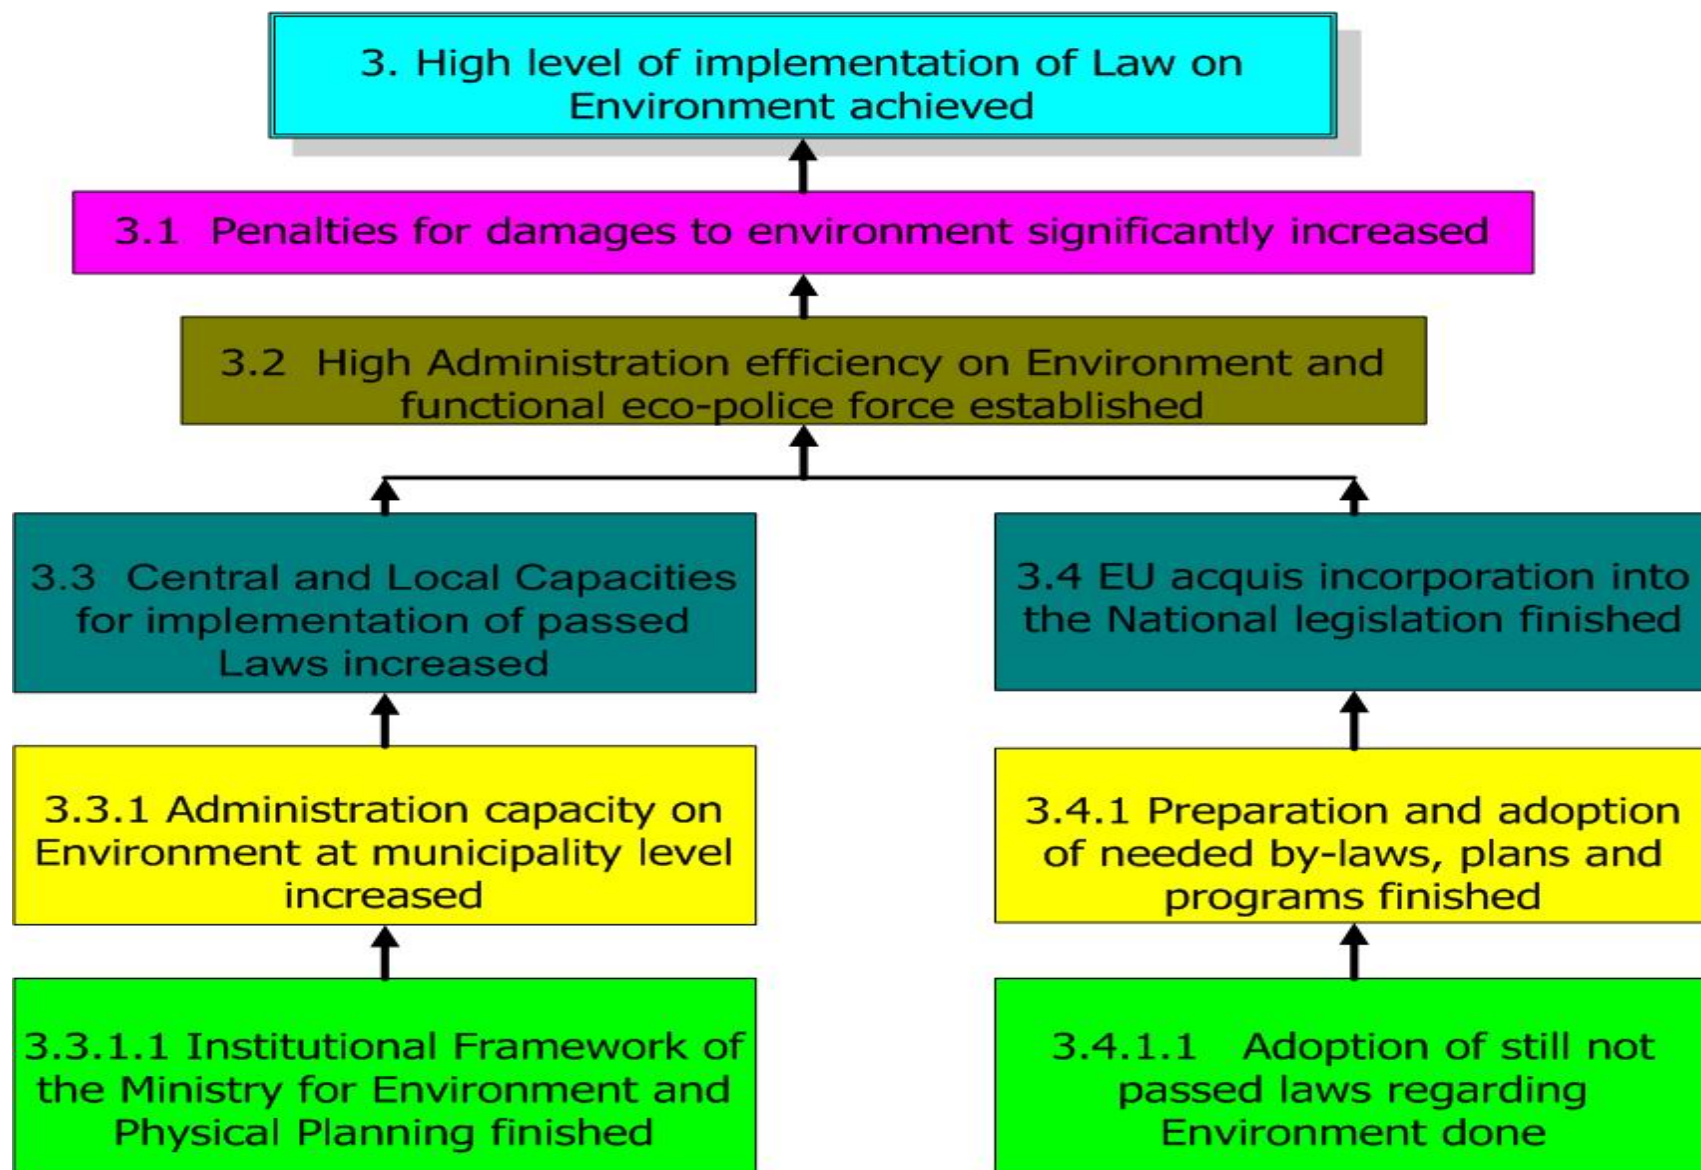 3. High level of implementation of Law on
Environment achieved
3.1 Penalties for damages to environment significantly increased
3.2 High Administration efficiency on Environment and
functional eco-police force established
3.3 Central and Local Capacities
for implementation of passed
Laws increased
3.4 EU acquis incorporation into
the National legislation finished
3.3.1 Administration capacity on
Environment at municipality level
increased
3.4.1 Preparation and adoption
of needed by-laws, plans and
programs finished
3.3.1.1 Institutional Framework of
the Ministry for Environment and
Physical Planning finished
3.4.1.1 Adoption of still not
passed laws regarding
Environment done